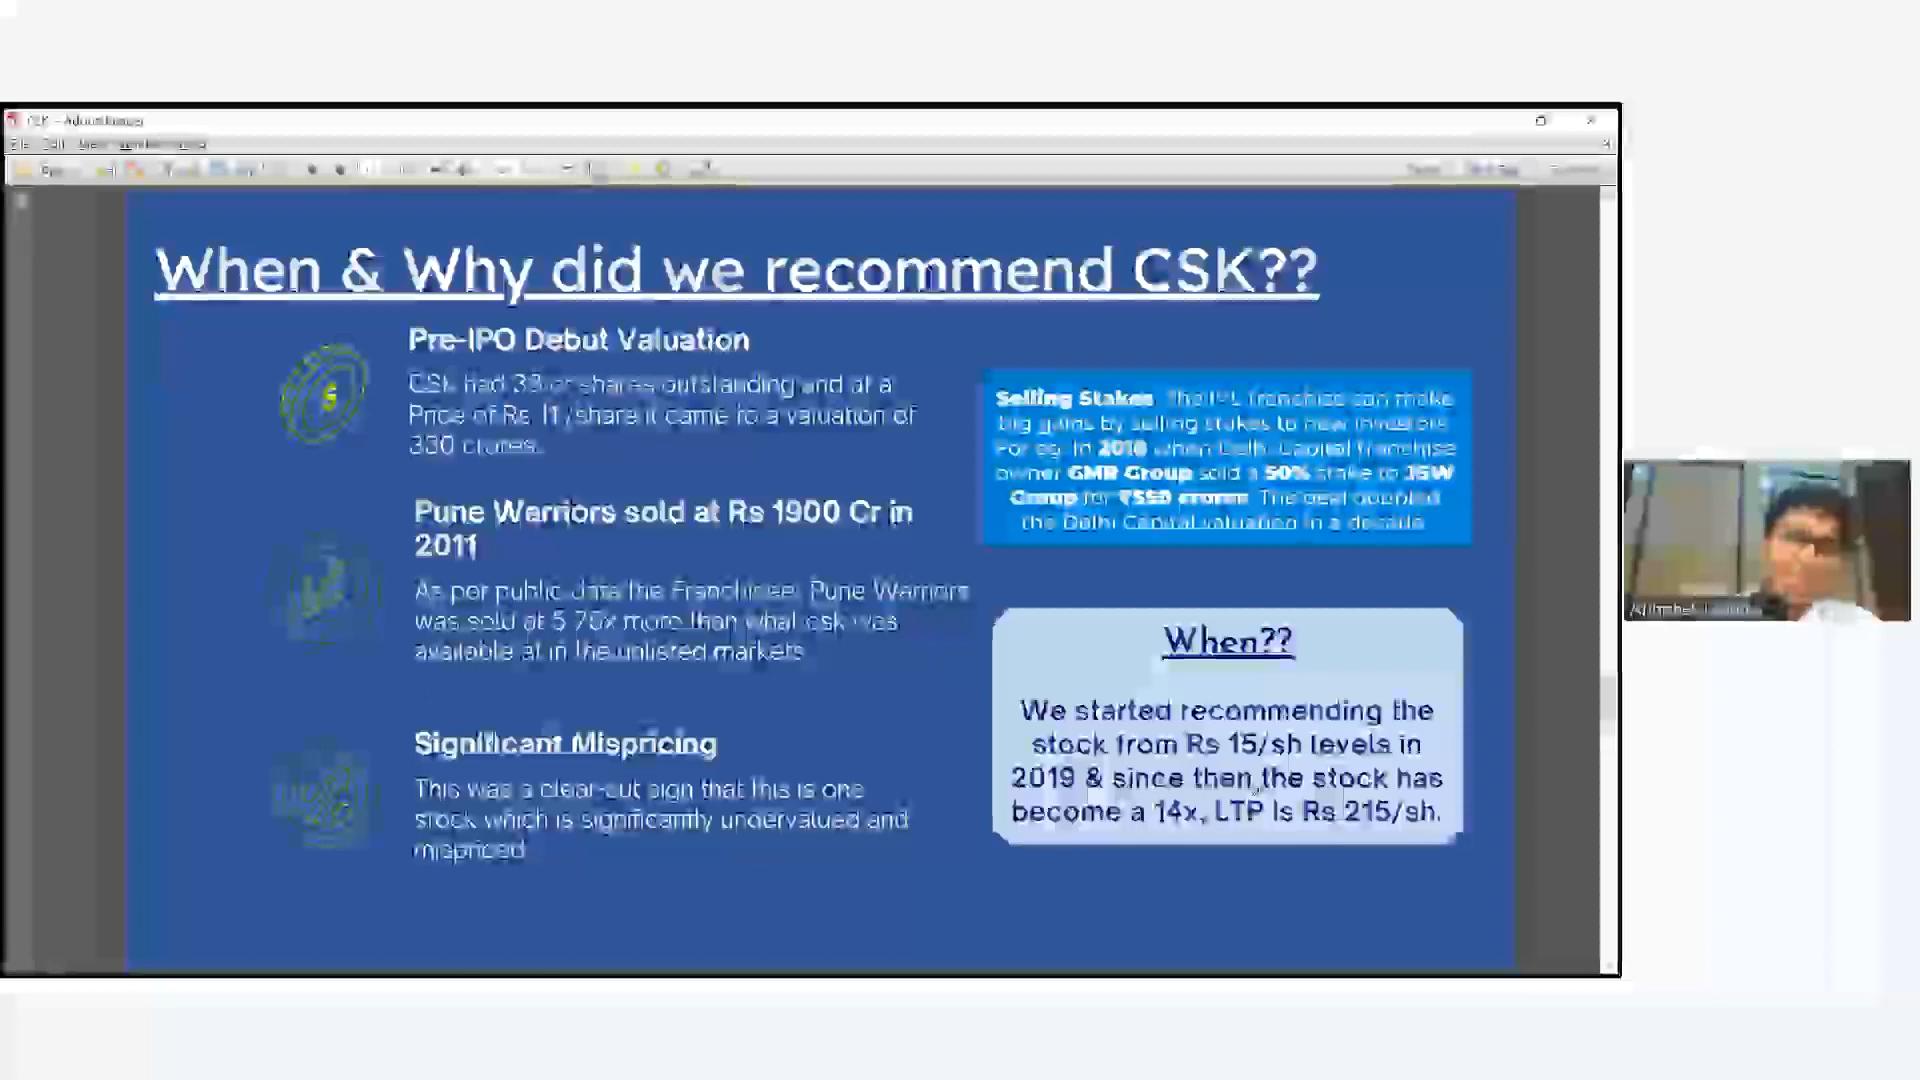 CSK - Adobe Reader
File Edit View
When & Why did we recommend CSK??
Pre-IPO Debut Valuation
CSK had shares outstanding and at a
Price of Rs 11/share it came to a valuation of
330 crores.
Pune Warriors sold at Rs 1900 Cr in
2011
As per public data the Franchisee, Pune Warriors
was sold at 5.75x more than what csk was
available at in the unlisted markets
Significant Mispricing
This was a clear-cut sign that this is one
stock which is significantly undervalued and
mispriced
Selling Stakes The IPL franchise can make
big gains by selling stakes to new investors
For eg. In 2018 when Delhi Capital franchise
owner GMR Group sold a 50% stake to JSW
Group for ₹550 crores. The deal doubled
the Delhi Capital valuation in a decade
When??
We started recommending the
stock from Rs 15/sh levels in
2019 & since then,the stock has
become a 14x, LTP is Rs 215/sh.